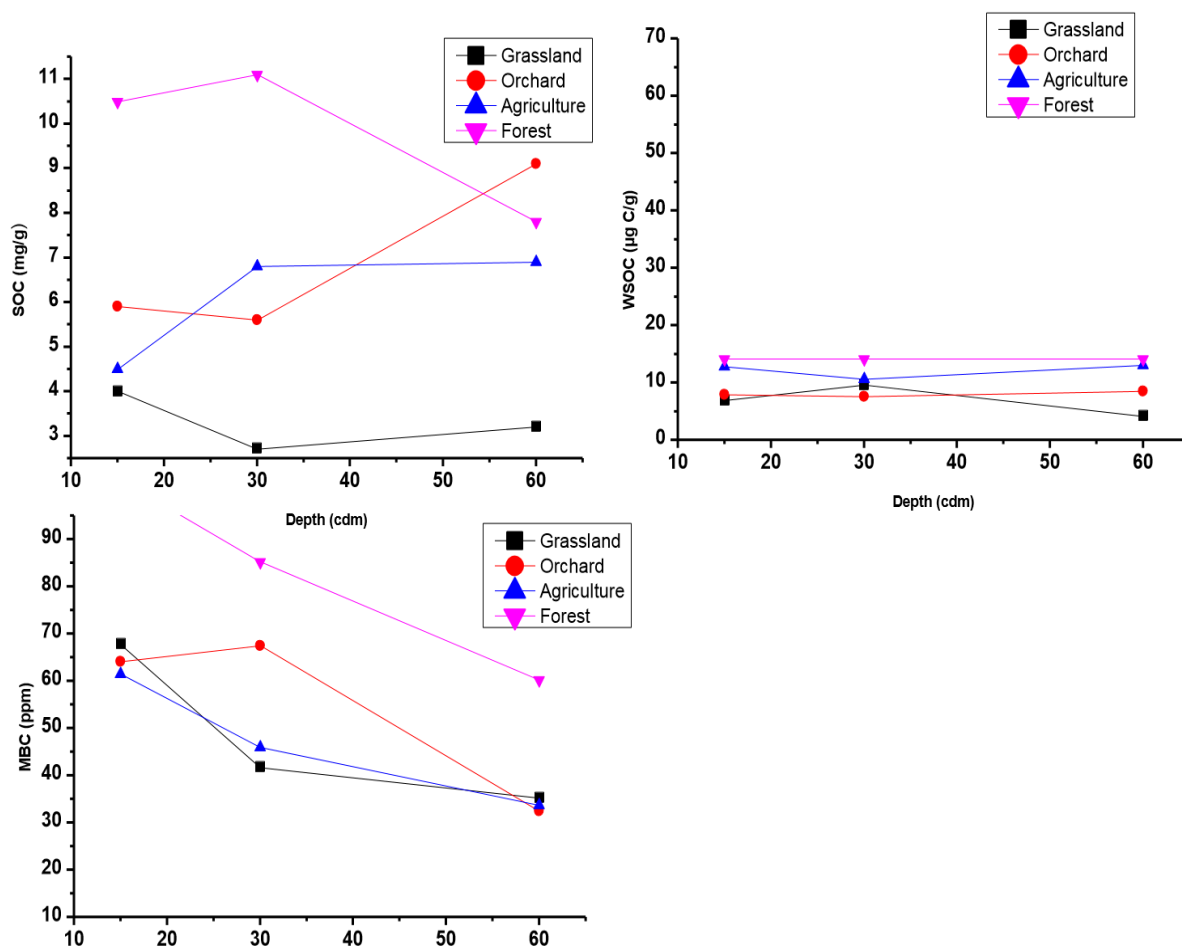 Grassland
Orchard
Agriculture
Forest
11
10
9
8
7
6
5
4
3
SOC (mg/g)
10 20 30 40 50 60
Depth (cdm)
Grassland
Orchard
Agriculture
Forest
70
60
50
40
30
20
10
0
WSOC (µg C/g)
10 20 30 40 50 60
Depth (cdm)
Grassland
Orchard
Agriculture
Forest
90
80
70
60
50
40
30
20
10
MBC (ppm)
10 20 30 40 50 60